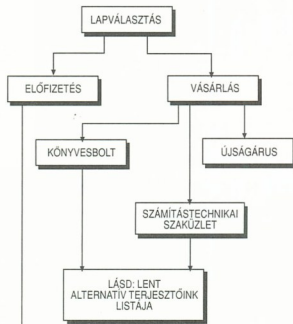 LAPVÁLASZTÁS
ELŐFIZETÉS
VÁSÁRLÁS
KÖNYVESBOLT
ÚJSÁGÁRUS
SZÁMÍTÁSTECHNIKAI
SZAKÜZLET
LÁSD: LENT
ALTERNATÍV TERJESZTŐINK
LISTÁJA